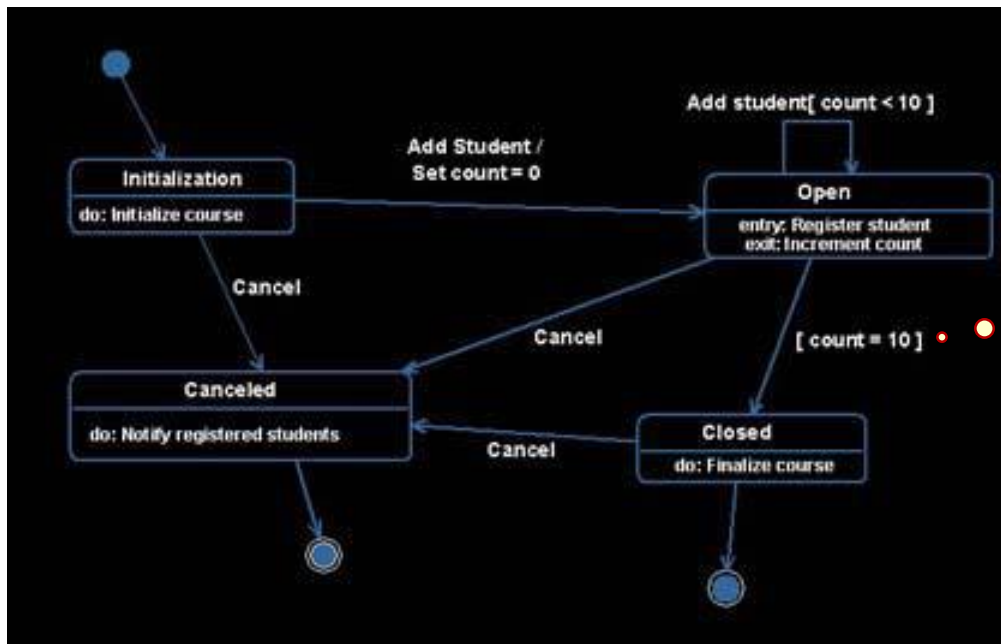 Add student[ count < 10 ]
Add Student /
Set count = 0
Initialization
do: Initialize course
Open
entry: Register student
exit: Increment count
Cancel
Cancel
[ count = 10 ]
Canceled
do: Notify registered students
Cancel
Closed
do: Finalize course